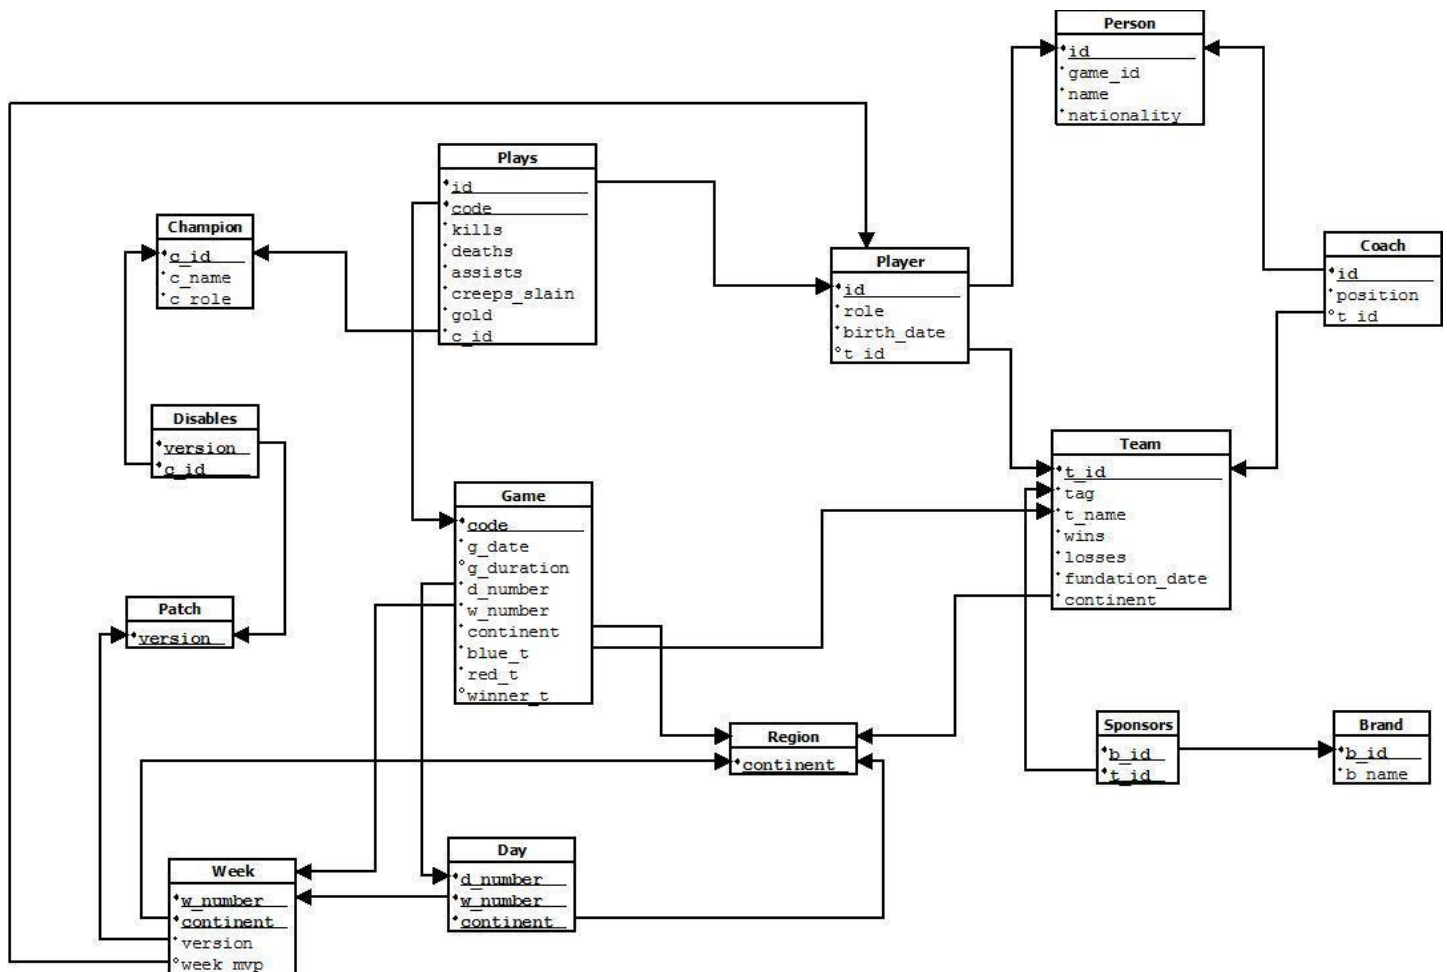 Person
id
game_id
name
nationality
Plays
id
code
kills
deaths
assists
creeps_slain
gold
c_id
Champion
c_id
c_name
c_role
Player
id
role
birth_date
t_id
Coach
id
position
t_id
Disables
version
c_id
Team
t_id
tag
t_name
wins
losses
fundation_date
continent
Game
code
g_date
g_duration
d_number
w_number
continent
blue_t
red_t
winner_t
Patch
version
Region
continent
Sponsors
b_id
t_id
Brand
b_id
b_name
Day
d_number
w_number
continent
Week
w_number
continent
version
week_mvp